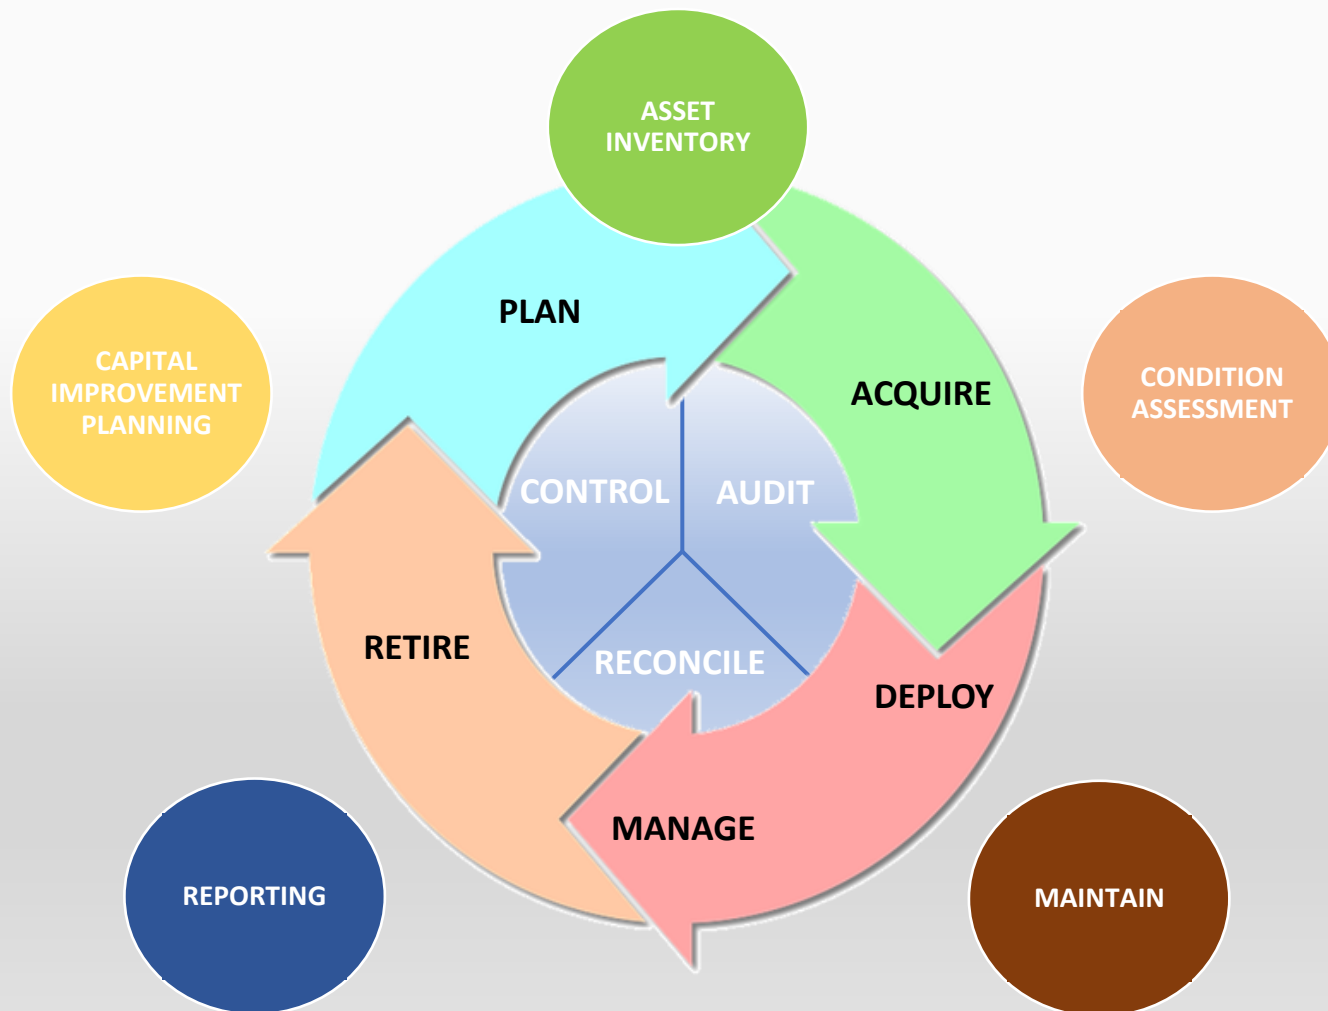 ASSET
INVENTORY
PLAN
CAPITAL
IMPROVEMENT
PLANNING
ACQUIRE
CONDITION
ASSESSMENT
CONTROL
AUDIT
RETIRE
RECONCILE
DEPLOY
MANAGE
REPORTING
MAINTAIN